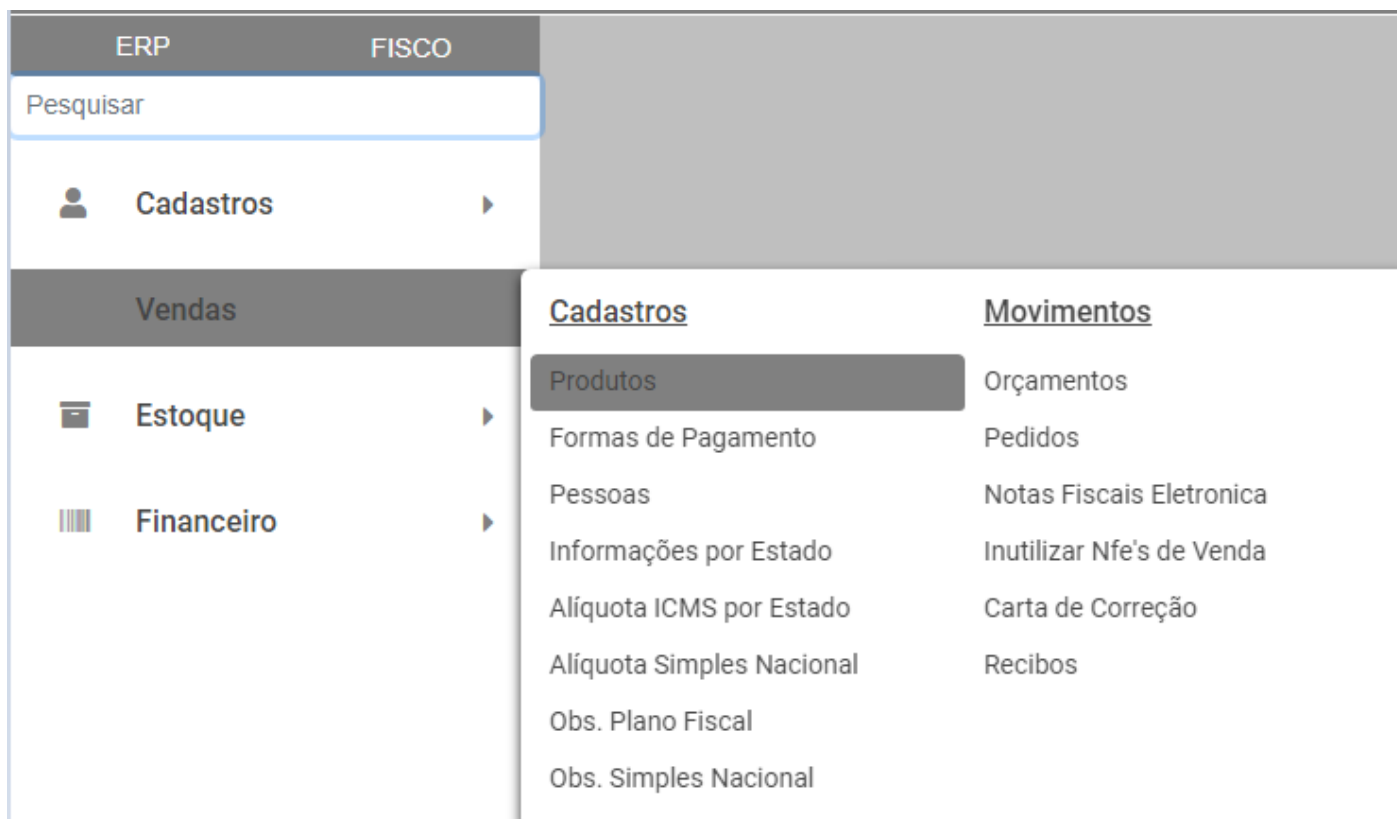 ERP FISCO
Pesquisar
Cadastros
Vendas
Estoque
Financeiro
Cadastros
Produtos
Formas de Pagamento
Pessoas
Informações por Estado
Alíquota ICMS por Estado
Alíquota Simples Nacional
Obs. Plano Fiscal
Obs. Simples Nacional
Movimentos
Orçamentos
Pedidos
Notas Fiscais Eletronica
Inutilizar Nfe's de Venda
Carta de Correção
Recibos